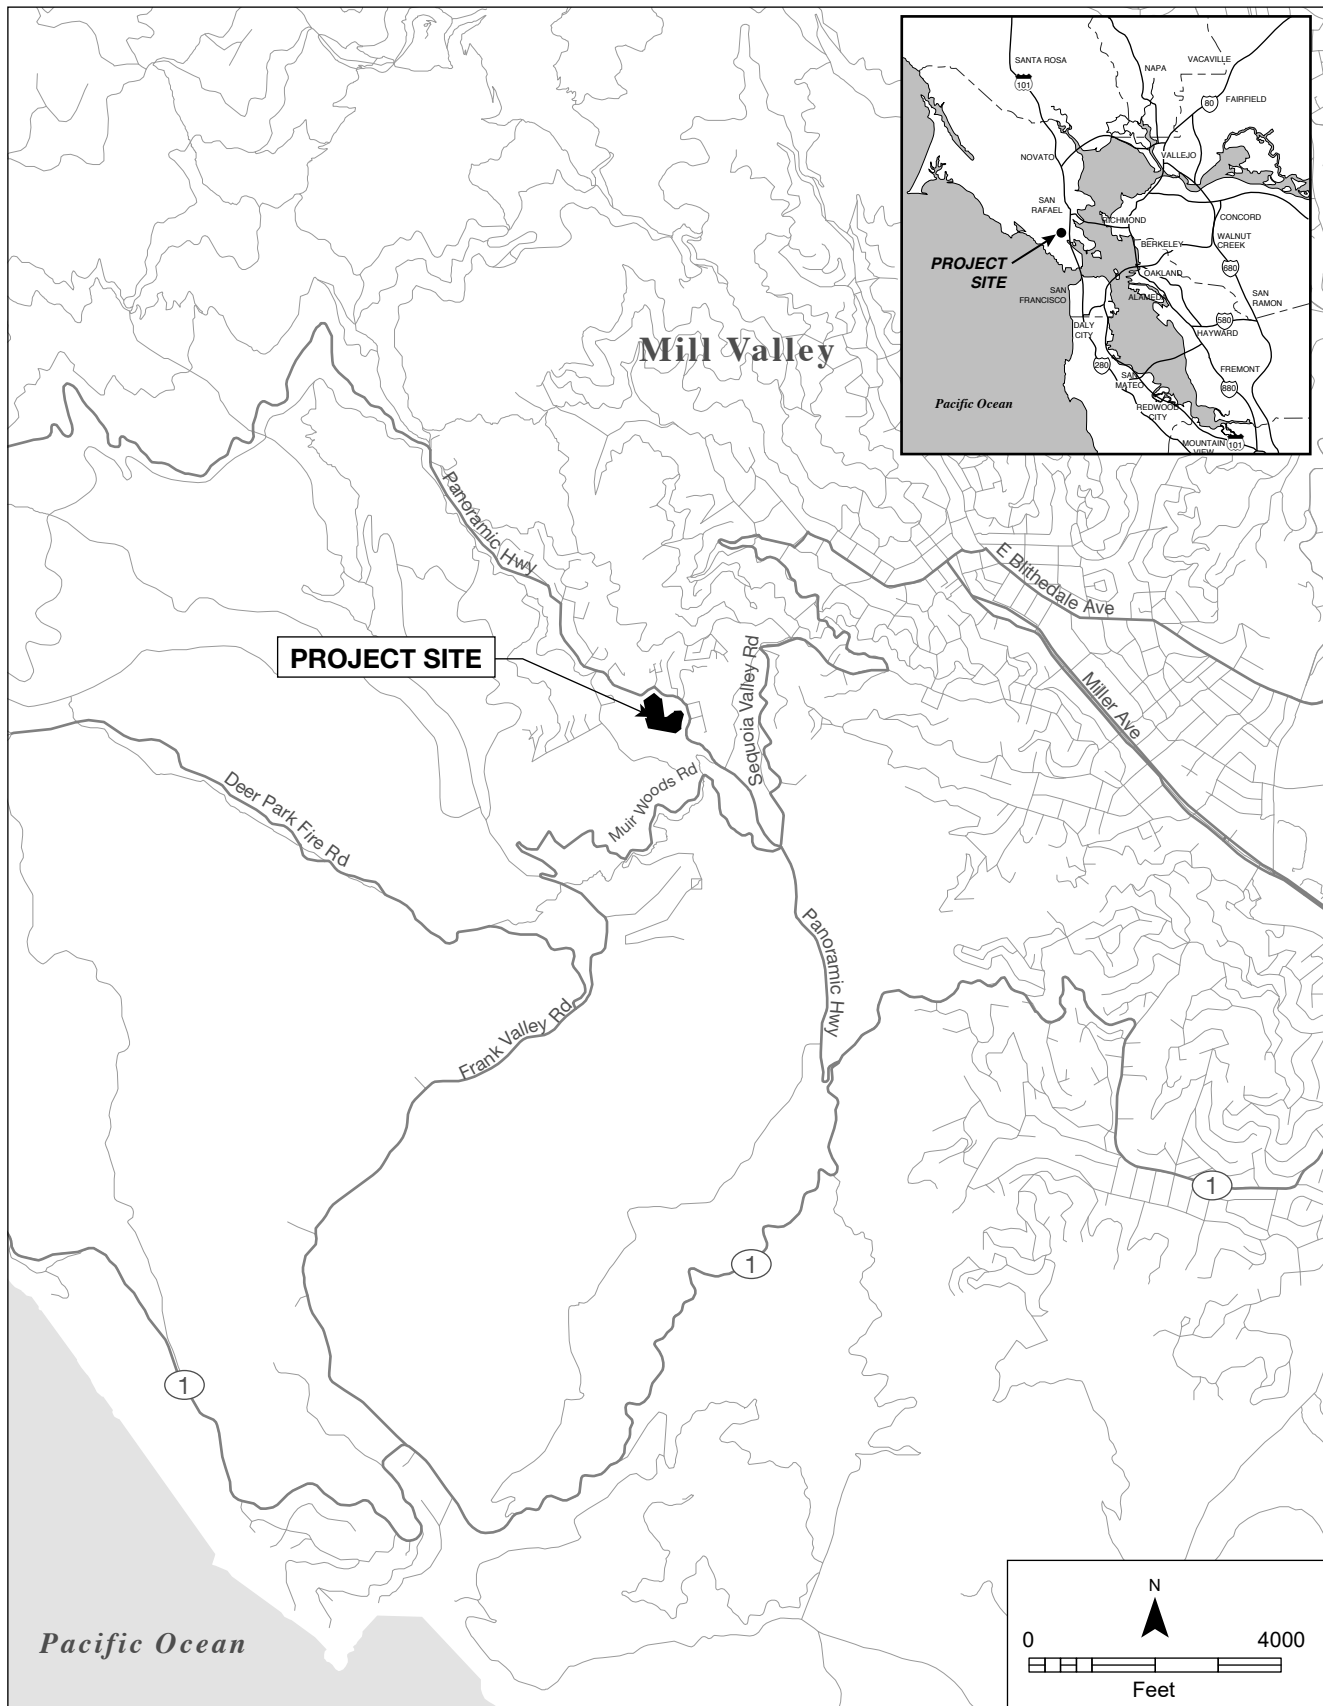 SANTA ROSA
101
NAPA
VACAVILLE
80
FAIRFIELD
NOVATO
VALLEJO
SAN
RAFAEL
RICHMOND
CONCORD
WALNUT
CREEK
BERKELEY
PROJECT
SITE
OAKLAND
680
SAN
FRANCISCO
ALAMEDA
SAN
RAMON
580
DALY
CITY
HAYWARD
280
SAN
MATEO
FREMONT
880
Pacific Ocean
REDWOOD
CITY
MOUNTAIN
VIEW
101
Mill Valley
Panoramic Hwy
E Blithedale Ave
PROJECT SITE
Sequoia Valley Rd
Miller Ave
Muir Woods Rd
Deer Park Fire Rd
Panoramic Hwy
Frank Valley Rd
1
1
1
Pacific Ocean
N
0
4000
Feet